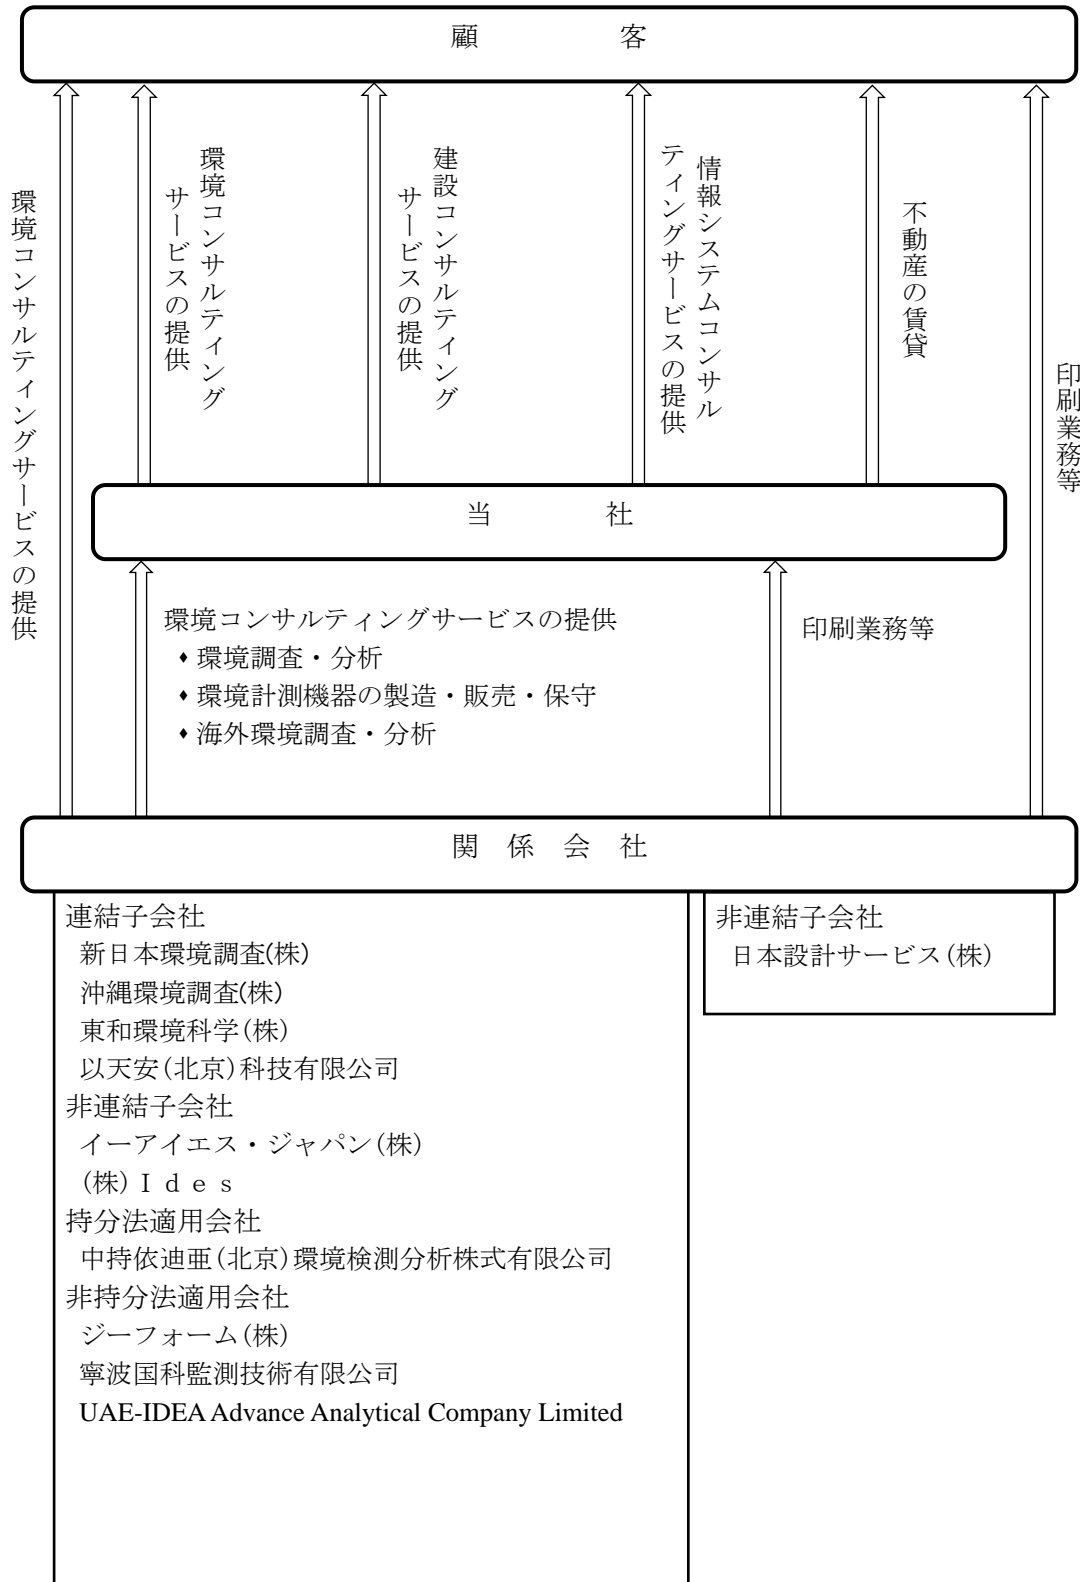 顧客
環境コンサルティングサービスの提供
環境コンサルティング
サービスの提供
建設コンサルティング
サービスの提供
情報システムコンサル
ティングサービスの提供
不動産の賃貸
印刷業務等
当社
環境コンサルティングサービスの提供
♦環境調査・分析
♦環境計測機器の製造・販売・保守
♦海外環境調査・分析
印刷業務等
関係会社
連結子会社
新日本環境調査(株)
沖縄環境調査(株)
東和環境科学(株)
以天安(北京)科技有限公司
非連結子会社
イーアイエス・ジャパン(株)
(株)Ｉｄｅｓ
持分法適用会社
中持依迪亜(北京)環境検測分析株式有限公司
非持分法適用会社
ジーフォーム(株)
寧波国科監測技術有限公司
UAE-IDEA Advance Analytical Company Limited
非連結子会社
日本設計サービス(株)